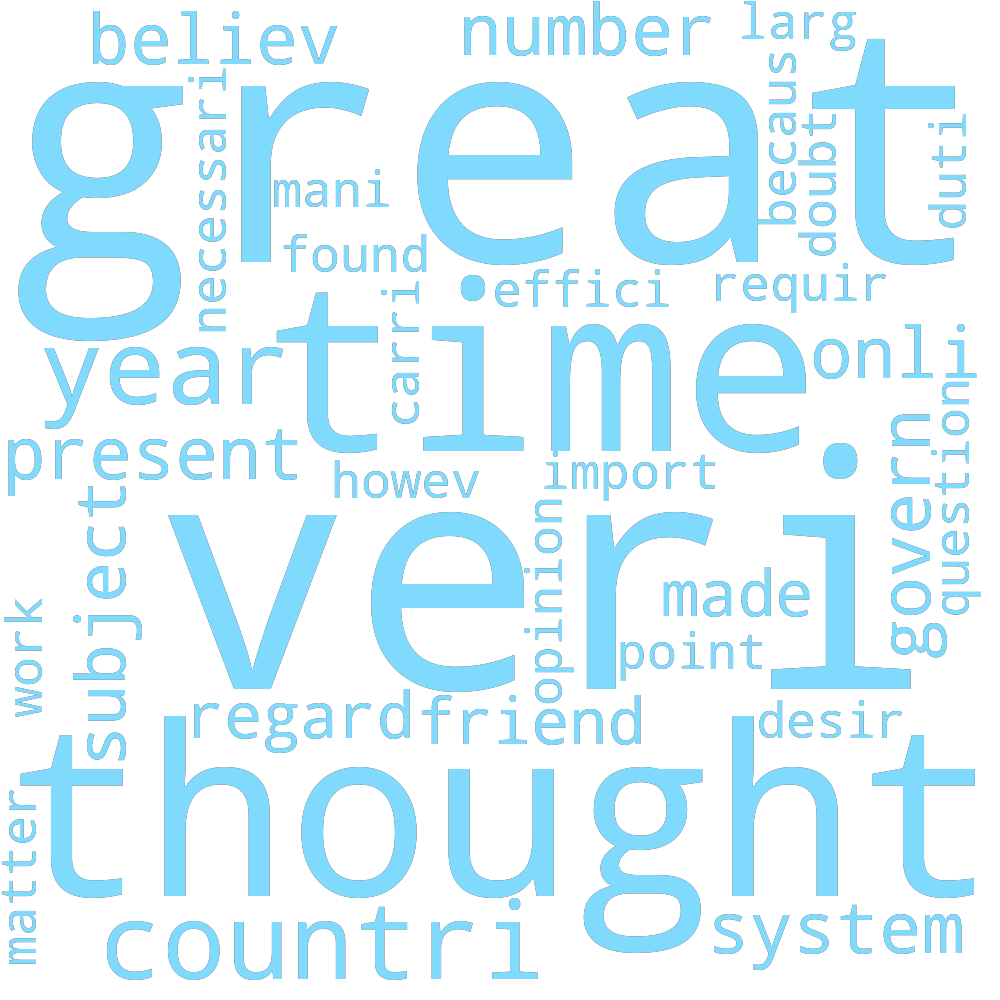 believ
number
larg
great
necessari
becaus
doubt
duti
mani
found
effici
requir
carri
time
year
onli
present
howev
import
govern
question
subject
veri
opinion
made
point
work
regard
friend
desir
thought
matter
countri
system